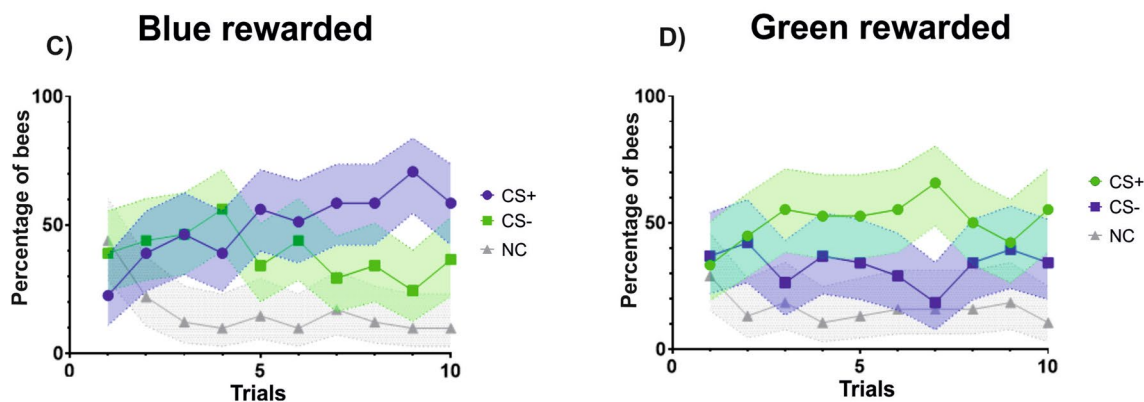 Blue rewarded
C)
Percentage of bees
100
50
0
0
5
10
Trials
CS+
CS-
NC
Green rewarded
D)
Percentage of bees
100
50
0
0
5
10
Trials
CS+
CS-
NC